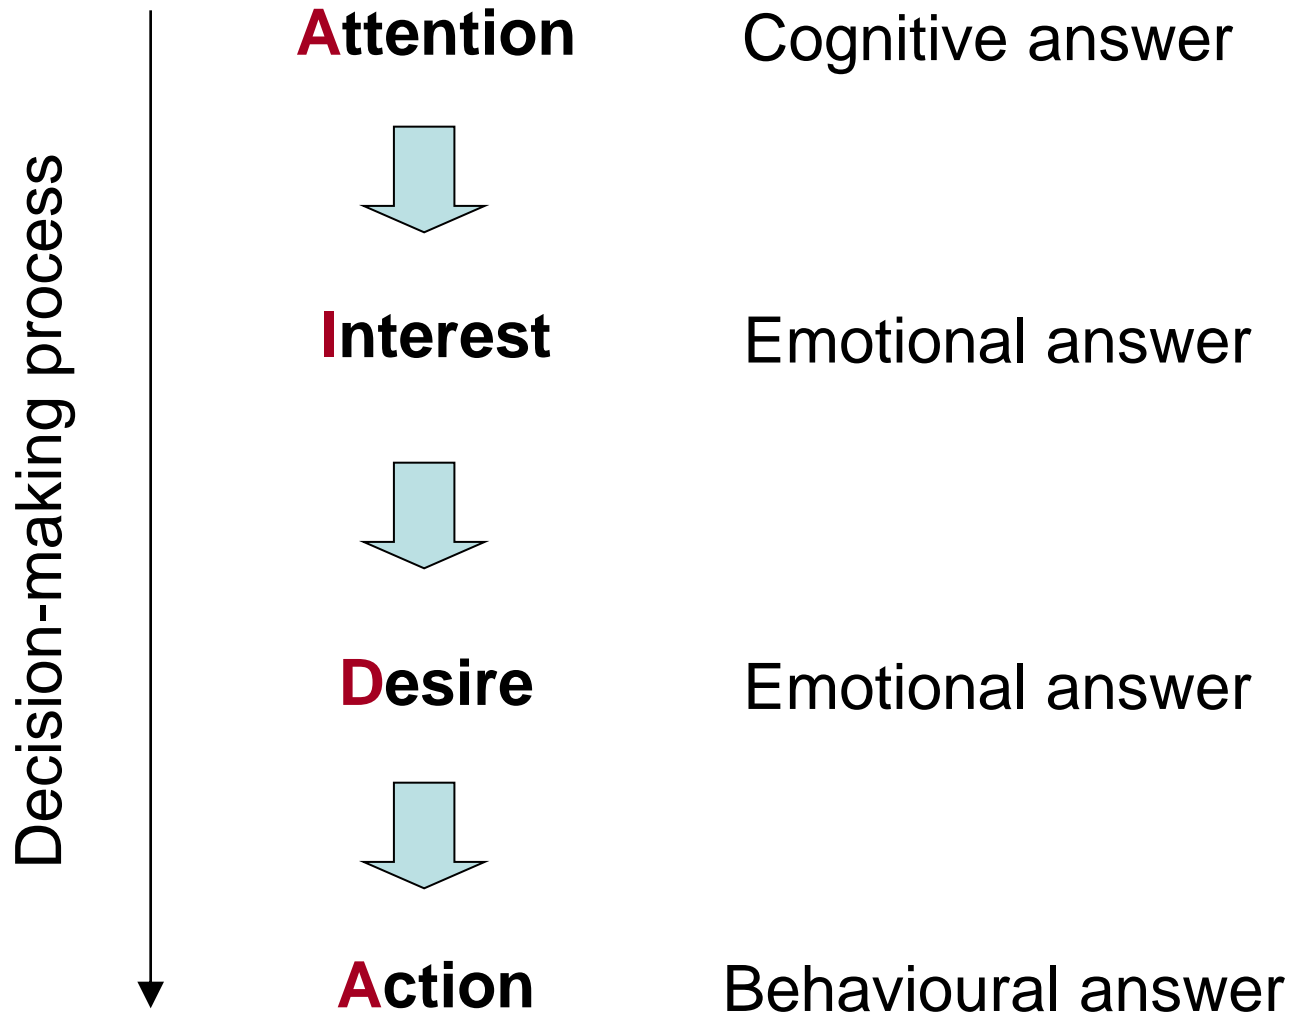 Decision-making process
Attention
Cognitive answer
Interest
Emotional answer
Desire
Emotional answer
Action
Behavioural answer